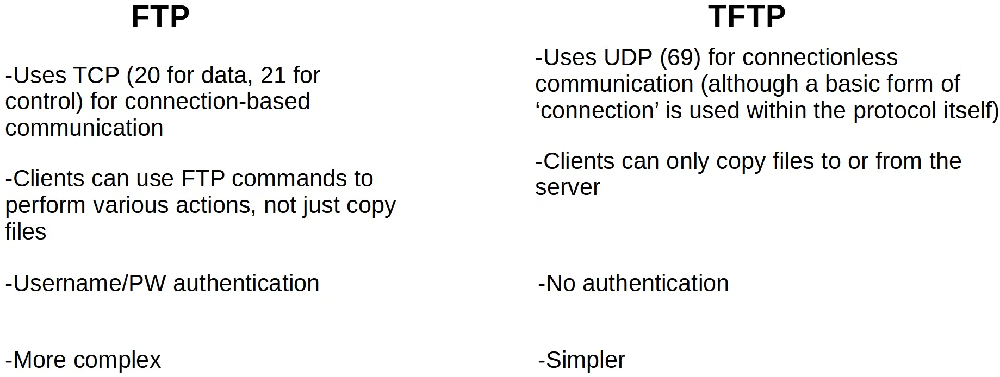 FTP
-Uses TCP (20 for data, 21 for
control) for connection-based
communication
-Clients can use FTP commands to
perform various actions, not just copy
files
-Username/PW authentication
-More complex
TFTP
-Uses UDP (69) for connectionless
communication (although a basic form of
‘connection’ is used within the protocol itself)
-Clients can only copy files to or from the
server
-No authentication
-Simpler